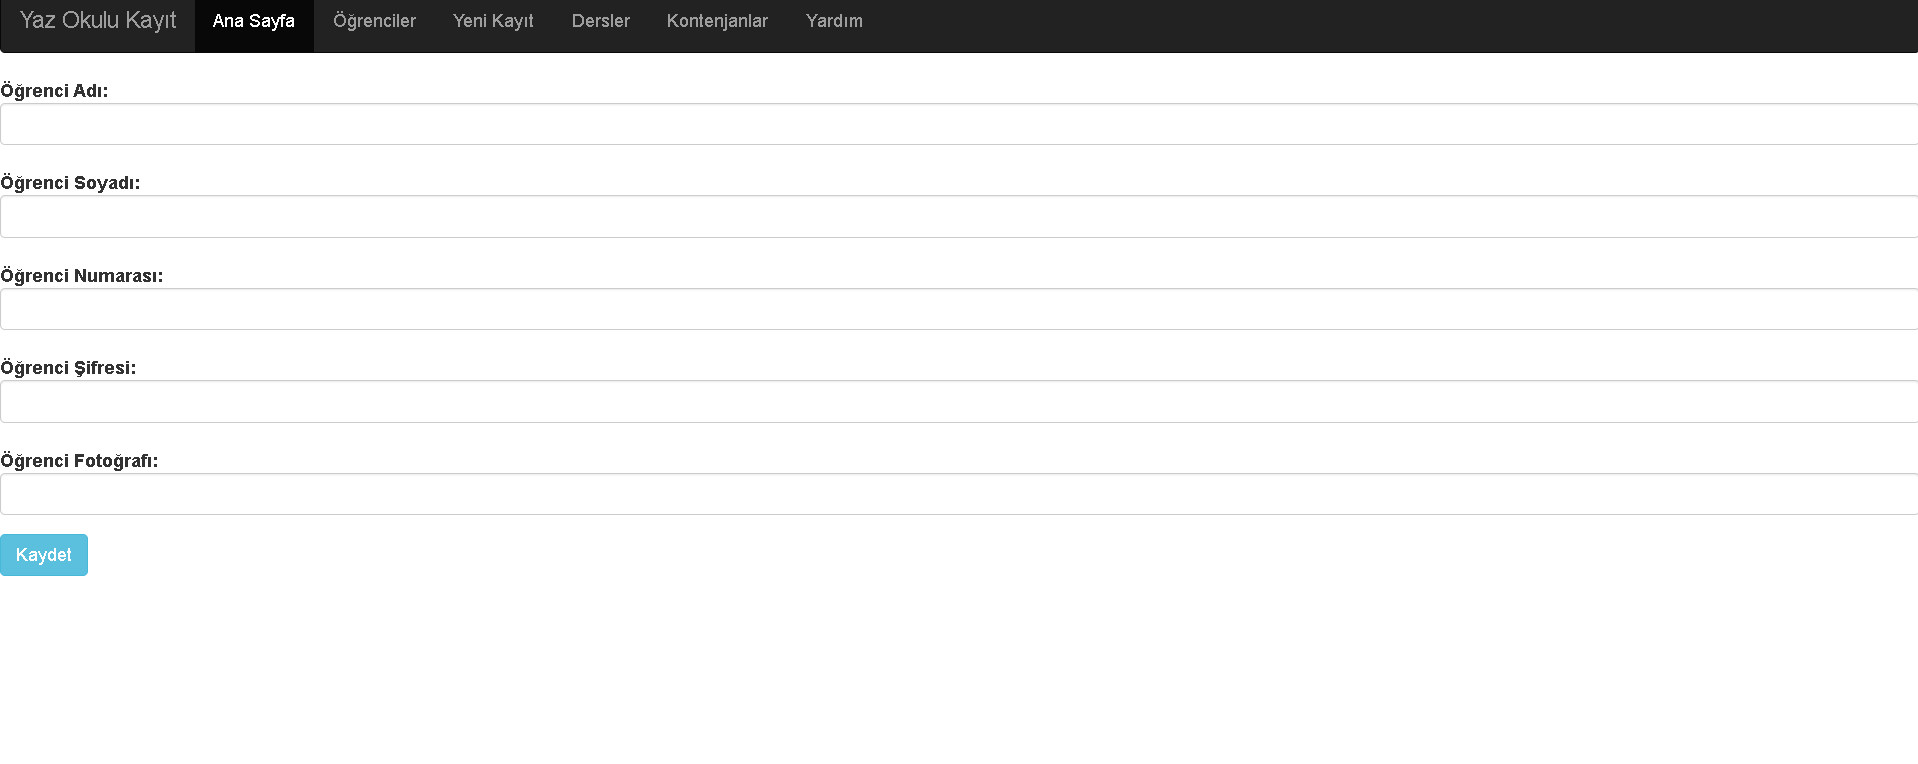 Yaz Okulu Kayıt Ana Sayfa Öğrenciler Yeni Kayıt Dersler Kontenjanlar Yardım
Öğrenci Adı:
Öğrenci Soyadı:
Öğrenci Numarası:
Öğrenci Şifresi:
Öğrenci Fotoğrafı:
Kaydet